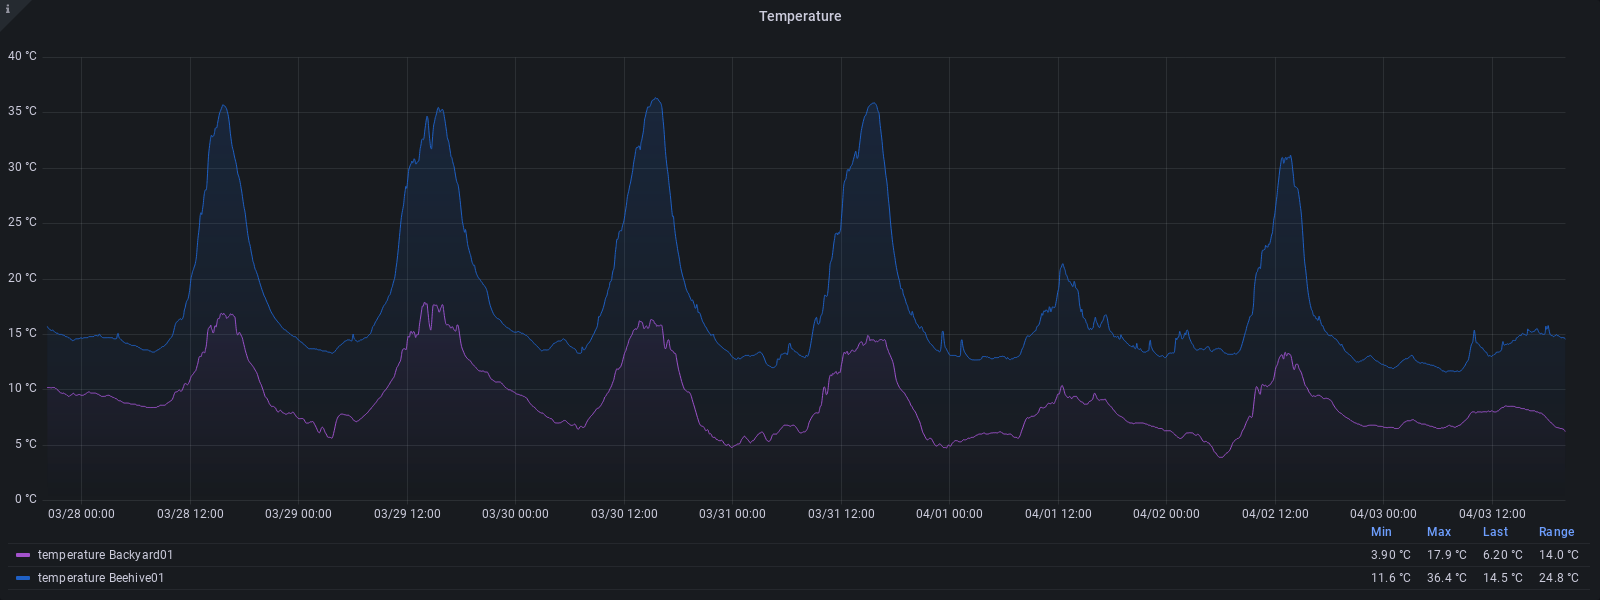 i
Temperature
40 °C
35 °C
30 °C
25 °C
20 °C
15 °C
10 °C
5 °C
0 °C
03/28 00:00 03/28 12:00 03/29 00:00 03/29 12:00 03/30 00:00 03/30 12:00 03/31 00:00 03/31 12:00 04/01 00:00 04/01 12:00 04/02 00:00 04/02 12:00 04/03 00:00 04/03 12:00
Min Max Last Range
temperature Backyard01 3.90 °C 17.9 °C 6.20 °C 14.0 °C
temperature Beehive01 11.6 °C 36.4 °C 14.5 °C 24.8 °C